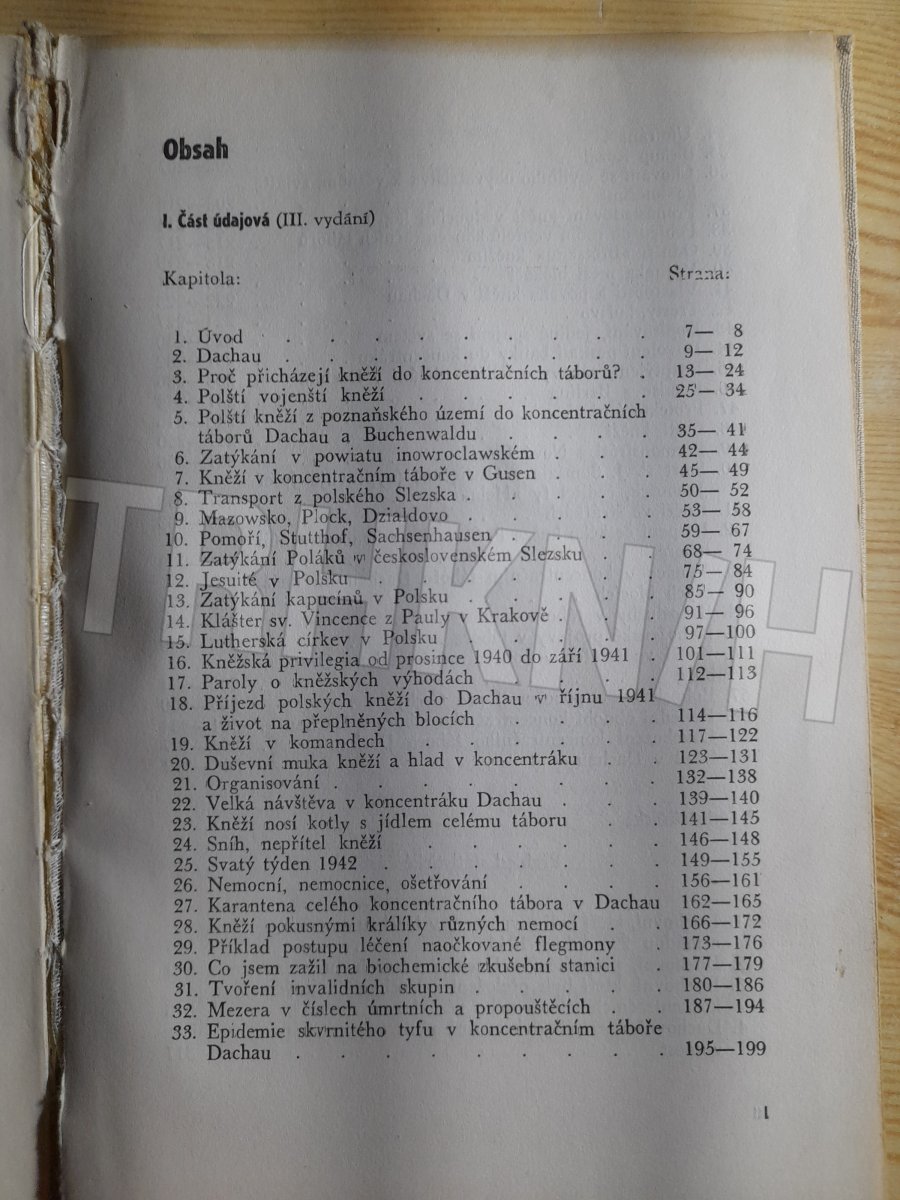 Obsah
I. Část údajová (III. vydání)
Kapitola: Strana:
1. Úvod . . . . . . . . . 7— 8
2. Dachau . . . . . . . . . 9— 12
3. Proč přicházejí kněží do koncentračních táborů? . 13— 24
4. Polští vojenští kněží . . . . . . 25— 34
5. Polští kněží z poznaňského území do koncentračních
táborů Dachau a Buchenwaldu . . . . 35— 41
6. Zatýkání v powiatu inowroclawském . . . 42— 44
7. Kněží v koncentračním táboře v Gusen . . . 45— 49
8. Transport z polského Slezska . . . . . 50— 52
9. Mazowsko, Plock, Dzialdovo . . . . . 53— 58
10. Pomoří, Stutthof, Sachsenhausen . . . . 59— 67
11. Zatýkání Poláků v československém Slezsku . . 68— 74
12. Jesuité v Polsku . . . . . . . 75— 84
13. Zatýkání kapucínů v Polsku . . . . . 85— 90
14. Klášter sv. Vincence z Pauly v Krakově . . . 91— 96
15. Lutherská církev v Polsku . . . . . 97—100
16. Kněžská privilegia od prosince 1940 do září 1941 . 101—111
17. Paroly o kněžských výhodách . . . . 112—113
18. Příjezd polských kněží do Dachau v říjnu 1941
a život na přeplněných blocích . . . . 114—116
19. Kněží v komandech . . . . . . 117—122
20. Duševní muka kněží a hlad v koncentráku . . 123—131
21. Organisování . . . . . . . . 132—138
22. Velká návštěva v koncentráku Dachau . . . 139—140
23. Kněží nosí kotly s jídlem celému táboru . . 141—145
24. Sníh, nepřítel kněží . . . . . . 146—148
25. Svatý týden 1942 . . . . . . . 149—155
26. Nemocní, nemocnice, ošetřování . . . . 156—161
27. Karantena celého koncentračního tábora v Dachau 162—165
28. Kněží pokusnými králíky různých nemocí . . 166—172
29. Příklad postupu léčení naočkované flegmony . 173—176
30. Co jsem zažil na biochemické zkušební stanici . 177—179
31. Tvoření invalidních skupin . . . . . 180—186
32. Mezera v číslech úmrtních a propouštěcích . . 187—194
33. Epidemie skvrnitého tyfu v koncentračním táboře
Dachau . . . . . . . . . 195—199